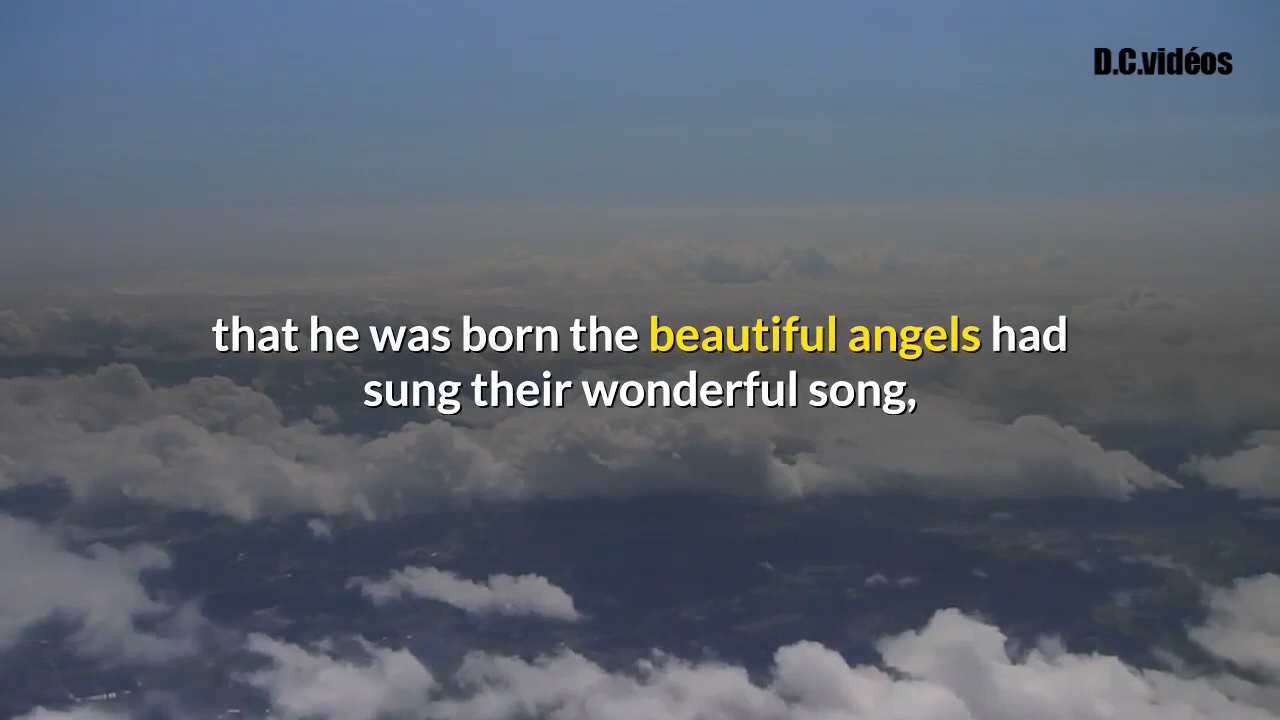 D.C.vidéos
that he was born the beautiful angels had
sung their wonderful song,